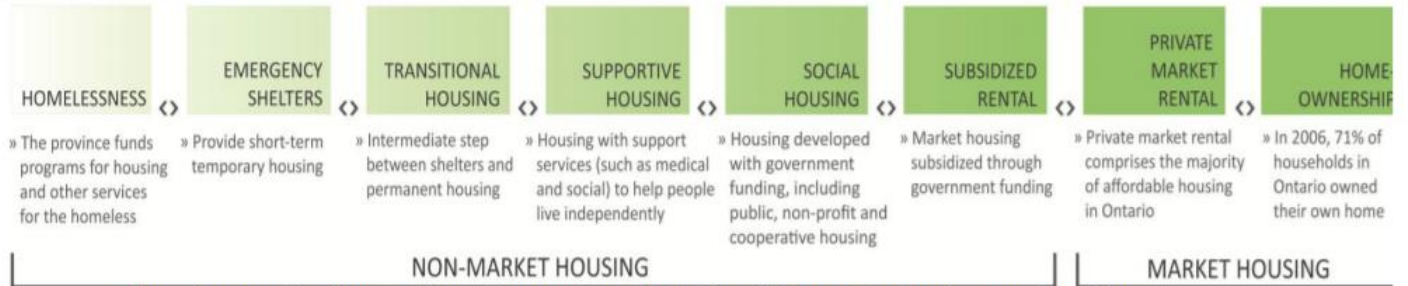 HOMELESSNESS
» The province funds
programs for housing
and other services
for the homeless
EMERGENCY
SHELTERS
» Provide short-term
temporary housing
TRANSITIONAL
HOUSING
» Intermediate step
between shelters and
permanent housing
SUPPORTIVE
HOUSING
» Housing with support
services (such as medical
and social) to help people
live independently
SOCIAL
HOUSING
» Housing developed
with government
funding, including
public, non-profit and
cooperative housing
SUBSIDIZED
RENTAL
» Market housing
subsidized through
government funding
PRIVATE
MARKET
RENTAL
» Private market rental
comprises the majority
of affordable housing
in Ontario
HOME-
OWNERSHIP
» In 2006, 71% of
households in
Ontario owned
their own home
NON-MARKET HOUSING
MARKET HOUSING